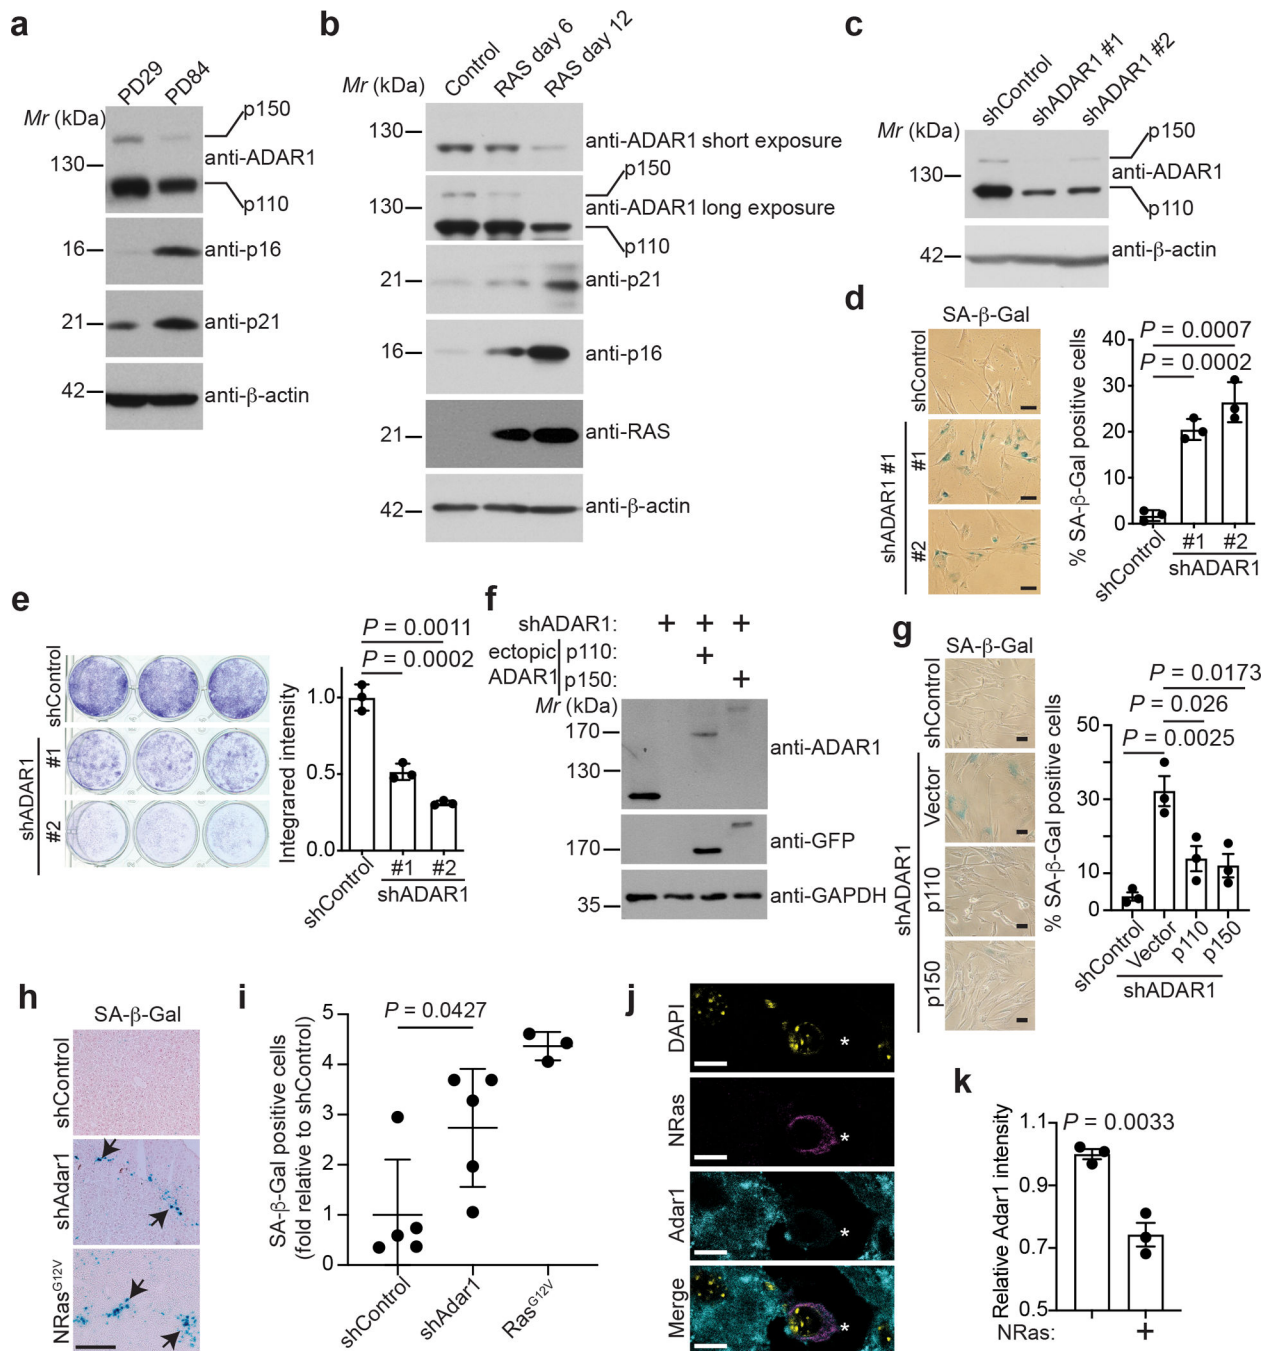 a
PD29
PD84
Mr (kDa)
p150
130
anti-ADAR1
p110
16
anti-p16
21
anti-p21
42
anti-β-actin
b
Control
RAS day 6
RAS day 12
Mr (kDa)
130
anti-ADAR1 short exposure
p150
130
anti-ADAR1 long exposure
p110
21
anti-p21
16
anti-p16
21
anti-RAS
42
anti-β-actin
c
shControl
shADAR1 #1
shADAR1 #2
Mr (kDa)
p150
130
anti-ADAR1
p110
42
anti-β-actin
d
SA-β-Gal
shControl
shADAR1 #1
#1
#2
% SA-β-Gal positive cells
P = 0.0007
P = 0.0002
40
30
20
10
0
shControl
#1 #2
shADAR1
e
shControl
shADAR1
#1
#2
Integrared intensity
P = 0.0011
P = 0.0002
1.0
0.5
0.0
shControl
#1 #2
shADAR1
f
shADAR1: + + +
ectopic p110: +
ADAR1 p150: +
Mr (kDa)
170
anti-ADAR1
130
170
anti-GFP
35
anti-GAPDH
g
SA-β-Gal
shControl
shADAR1
Vector
p110
p150
% SA-β-Gal positive cells
P = 0.0173
P = 0.026
P = 0.0025
50
30
10
0
shControl
Vector
p110
p150
shADAR1
h
SA-β-Gal
shControl
shAdar1
NRasG12V
i
SA-β-Gal positive cells
(fold relative to shControl)
P = 0.0427
5
4
3
2
1
0
shControl
shAdar1
RasG12V
j
DAPI
*
NRas
*
Adar1
*
Merge
*
k
Relative Adar1 intensity
P = 0.0033
1.1
0.9
0.7
0.5
NRas: +